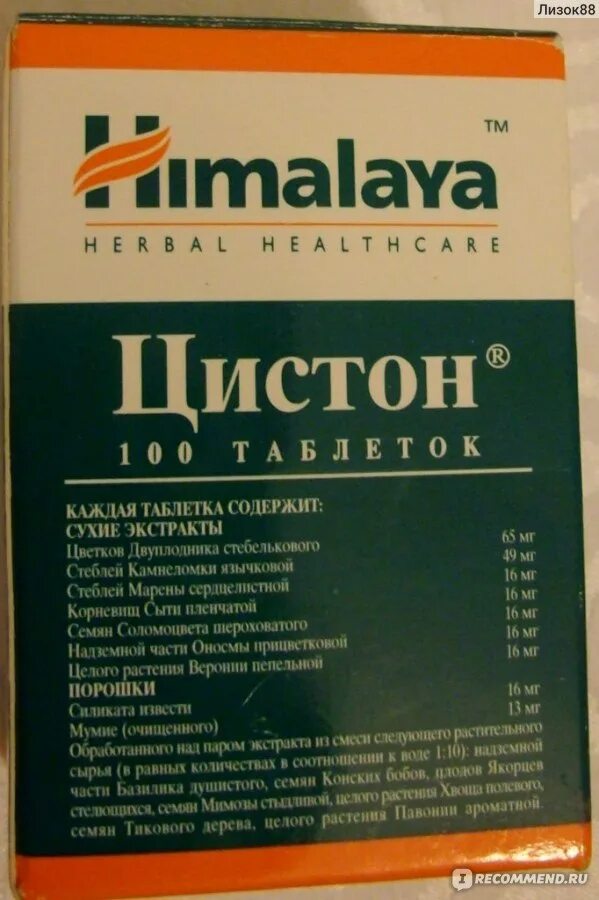 Лизок88
Himalaya™
HERBAL HEALTHCARE
Цистон®
100 ТАБЛЕТОК
КАЖДАЯ ТАБЛЕТКА СОДЕРЖИТ:
СУХИЕ ЭКСТРАКТЫ
Цветков Двуплодника стебелькового 65 мг
Стеблей Камнеломки язычковой 49 мг
Стеблей Марены сердцелистной 16 мг
Корневищ Сыти пленчатой 16 мг
Семян Соломоцвета шероховатого 16 мг
Надземной части Оносмы прицветковой 16 мг
Целого растения Веронии пепельной 16 мг
ПОРОШКИ
Силиката извести 16 мг
Мумие (очищенного) 13 мг
Обработанного над паром экстракта из смеси следующего растительного
сырья (в равных количествах в соотношении к воде 1:10): надземной
части Базилика душистого, семян Конских бобов, плодов Якорцев
стелющихся, семян Мимозы стыдливой, целого растения Хвоща полевого,
семян Тикового дерева, целого растения Павонии ароматной.
IRECOMMEND.RU